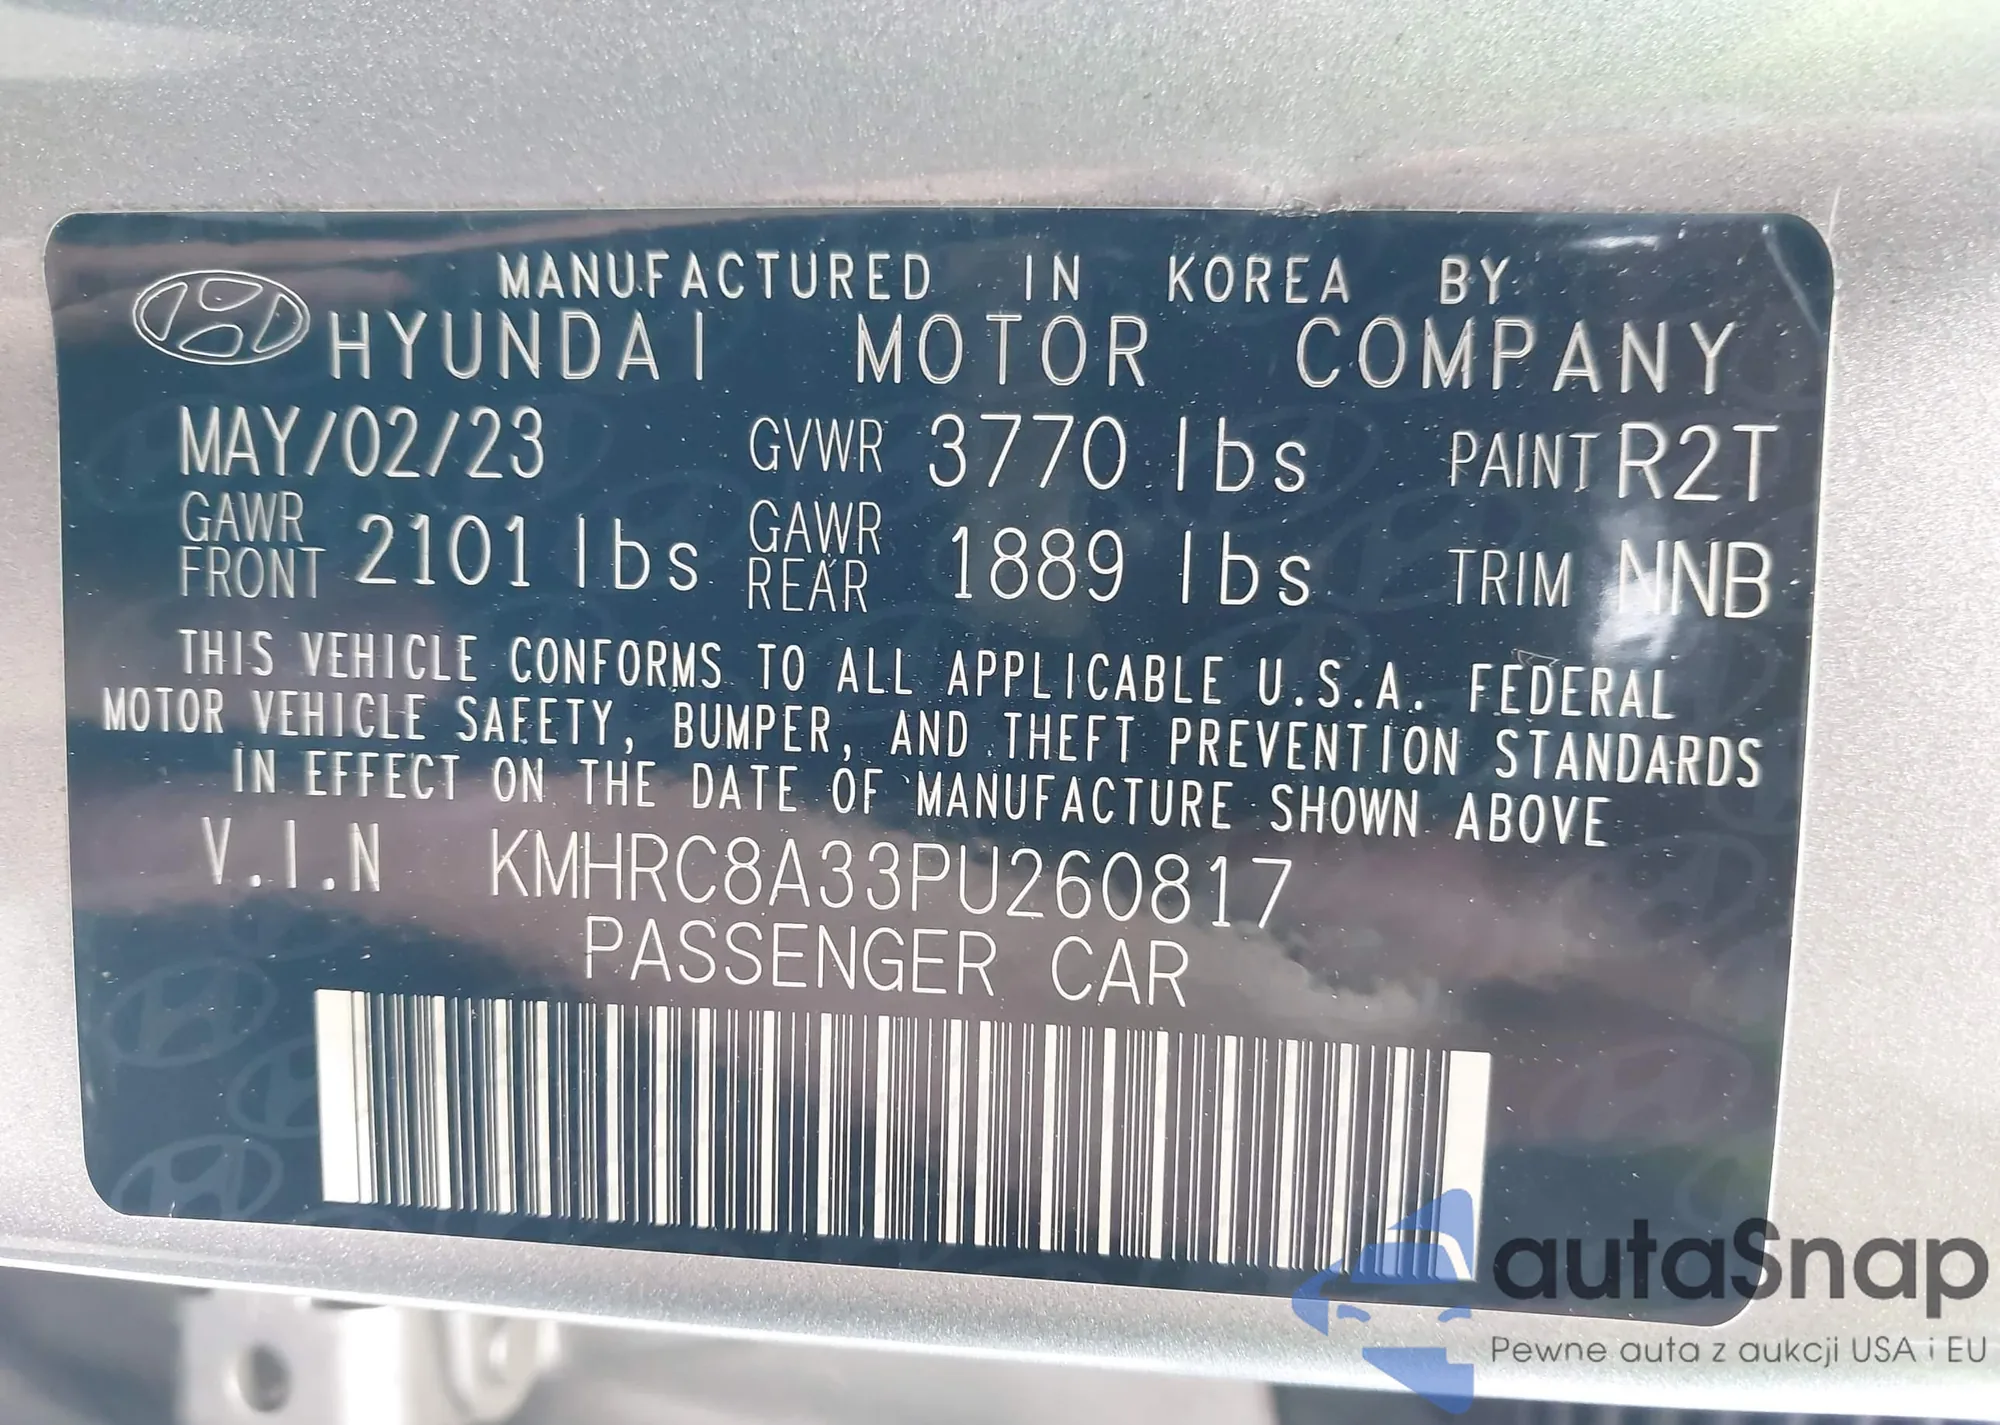 MANUFACTURED IN KOREA BY
HYUNDAI MOTOR COMPANY
MAY/02/23 GVWR 3770 lbs PAINT R2T
GAWR FRONT 2101 lbs GAWR REAR 1889 lbs TRIM NNB
THIS VEHICLE CONFORMS TO ALL APPLICABLE U.S.A. FEDERAL
MOTOR VEHICLE SAFETY, BUMPER, AND THEFT PREVENTION STANDARDS
IN EFFECT ON THE DATE OF MANUFACTURE SHOWN ABOVE
V.I.N KMHRC8A33PU260817
PASSENGER CAR
autaSnap
Pewne auta z aukcji USA i EU